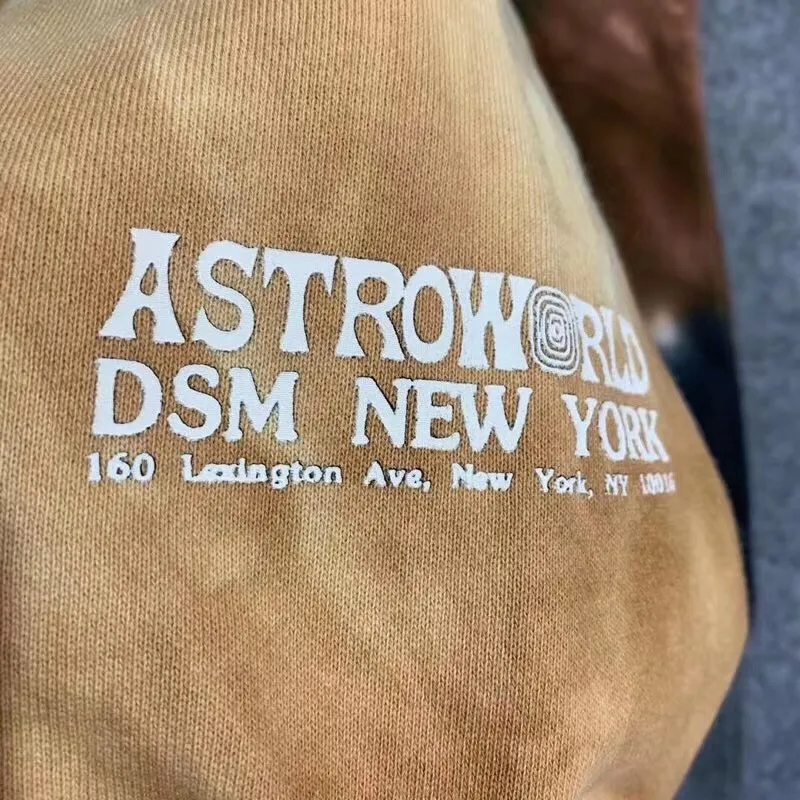 ASTROWORLD
DSM NEW YORK
160 Lexington Ave, New York, NY 10016